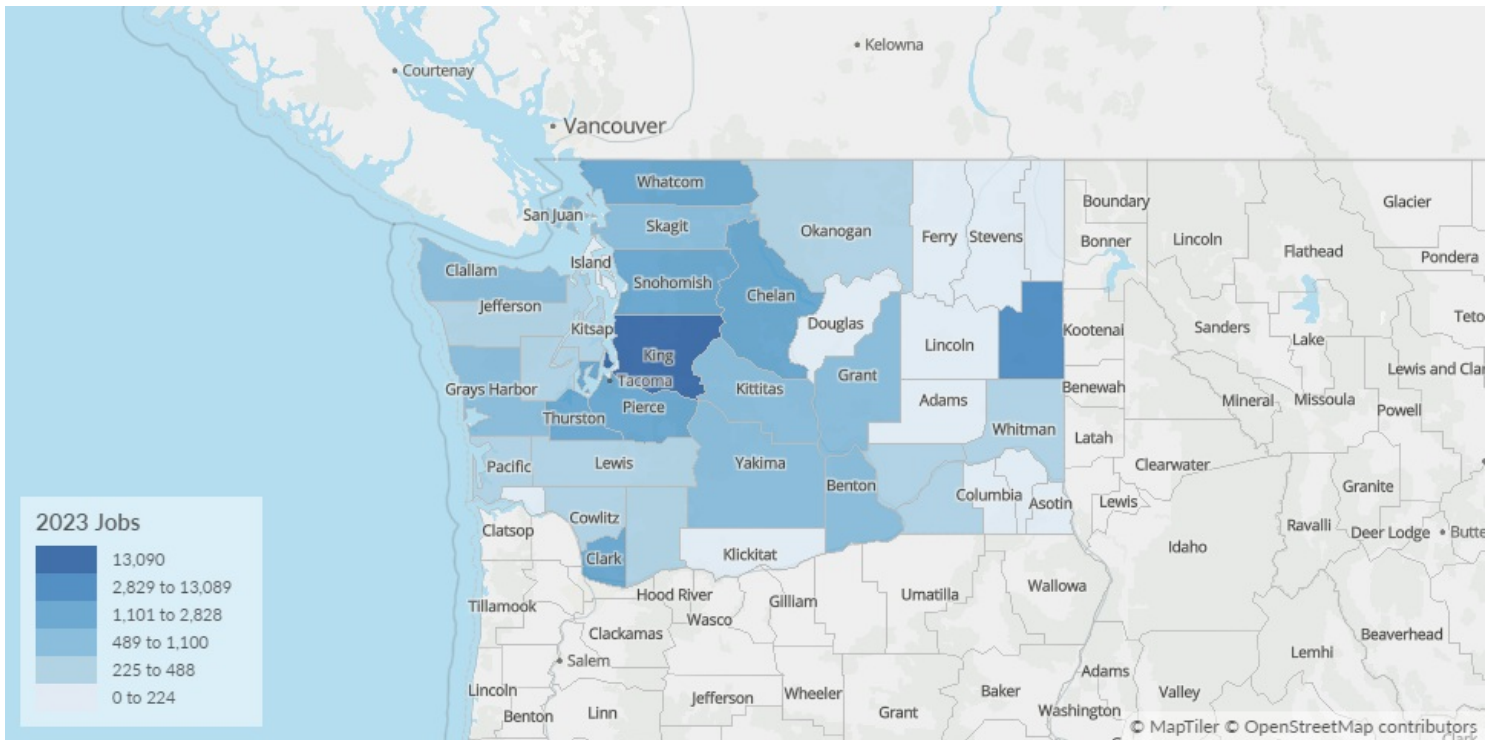 Kelowna
Courtenay
Vancouver
Whatcom
San Juan
Skagit
Okanogan
Ferry
Stevens
Boundary
Bonner
Lincoln
Glacier
Flathead
Pondera
Island
Clallam
Snohomish
Chelan
Jefferson
Kitsap
Douglas
King
Lincoln
Kootenai
Sanders
Lake
Teto
Lewis and Clar
Grays Harbor
Tacoma
Kittitas
Grant
Pierce
Thurston
Adams
Benewah
Mineral
Missoula
Powell
Whitman
Latah
Pacific
Lewis
Yakima
Clearwater
Benton
Columbia
Asotin
Lewis
Granite
Cowlitz
Clatsop
Clark
Klickitat
Idaho
Ravalli
Deer Lodge
Butte
Tillamook
Hood River
Wasco
Gilliam
Umatilla
Wallowa
Clackamas
Salem
Beaverhead
Lemhi
Lincoln
Benton
Linn
Jefferson
Wheeler
Grant
Baker
Adams
Washington
Valley
2023 Jobs
13,090
2,829 to 13,089
1,101 to 2,828
489 to 1,100
225 to 488
0 to 224
© MapTiler © OpenStreetMap contributors